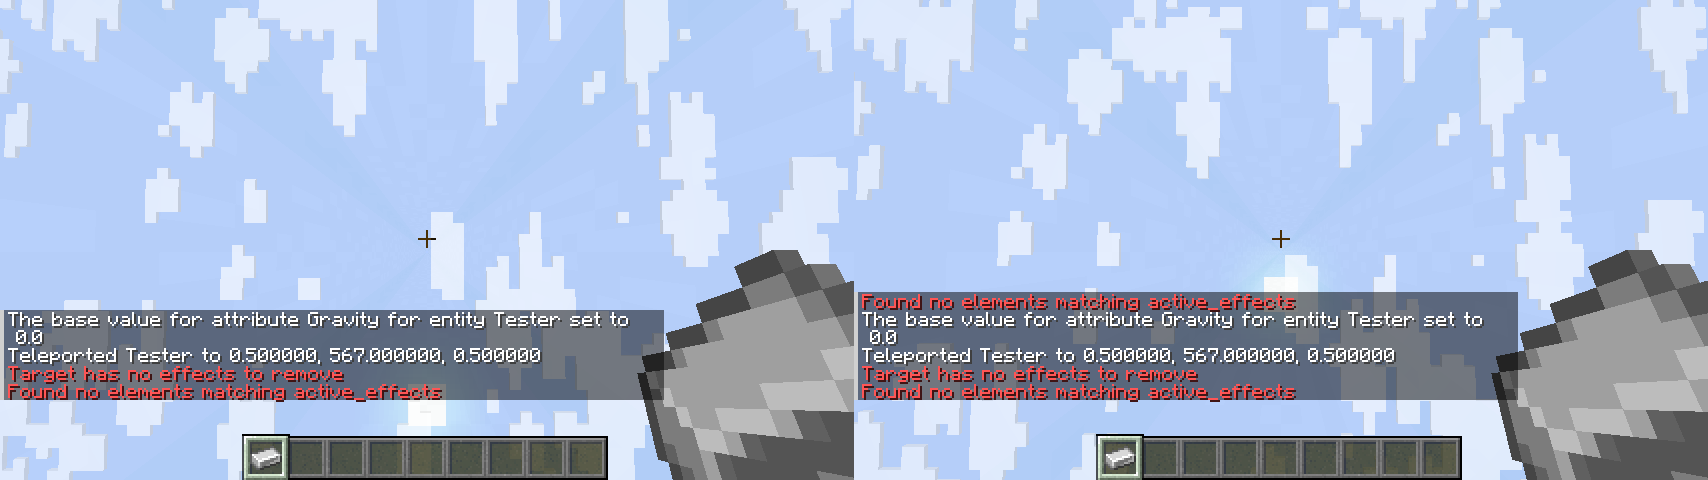 The base value for attribute Gravity for entity Tester set to
0.0
Teleported Tester to 0.500000, 567.000000, 0.500000
Target has no effects to remove
Found no elements matching active_effects
Found no elements matching active_effects
The base value for attribute Gravity for entity Tester set to
0.0
Teleported Tester to 0.500000, 567.000000, 0.500000
Target has no effects to remove
Found no elements matching active_effects